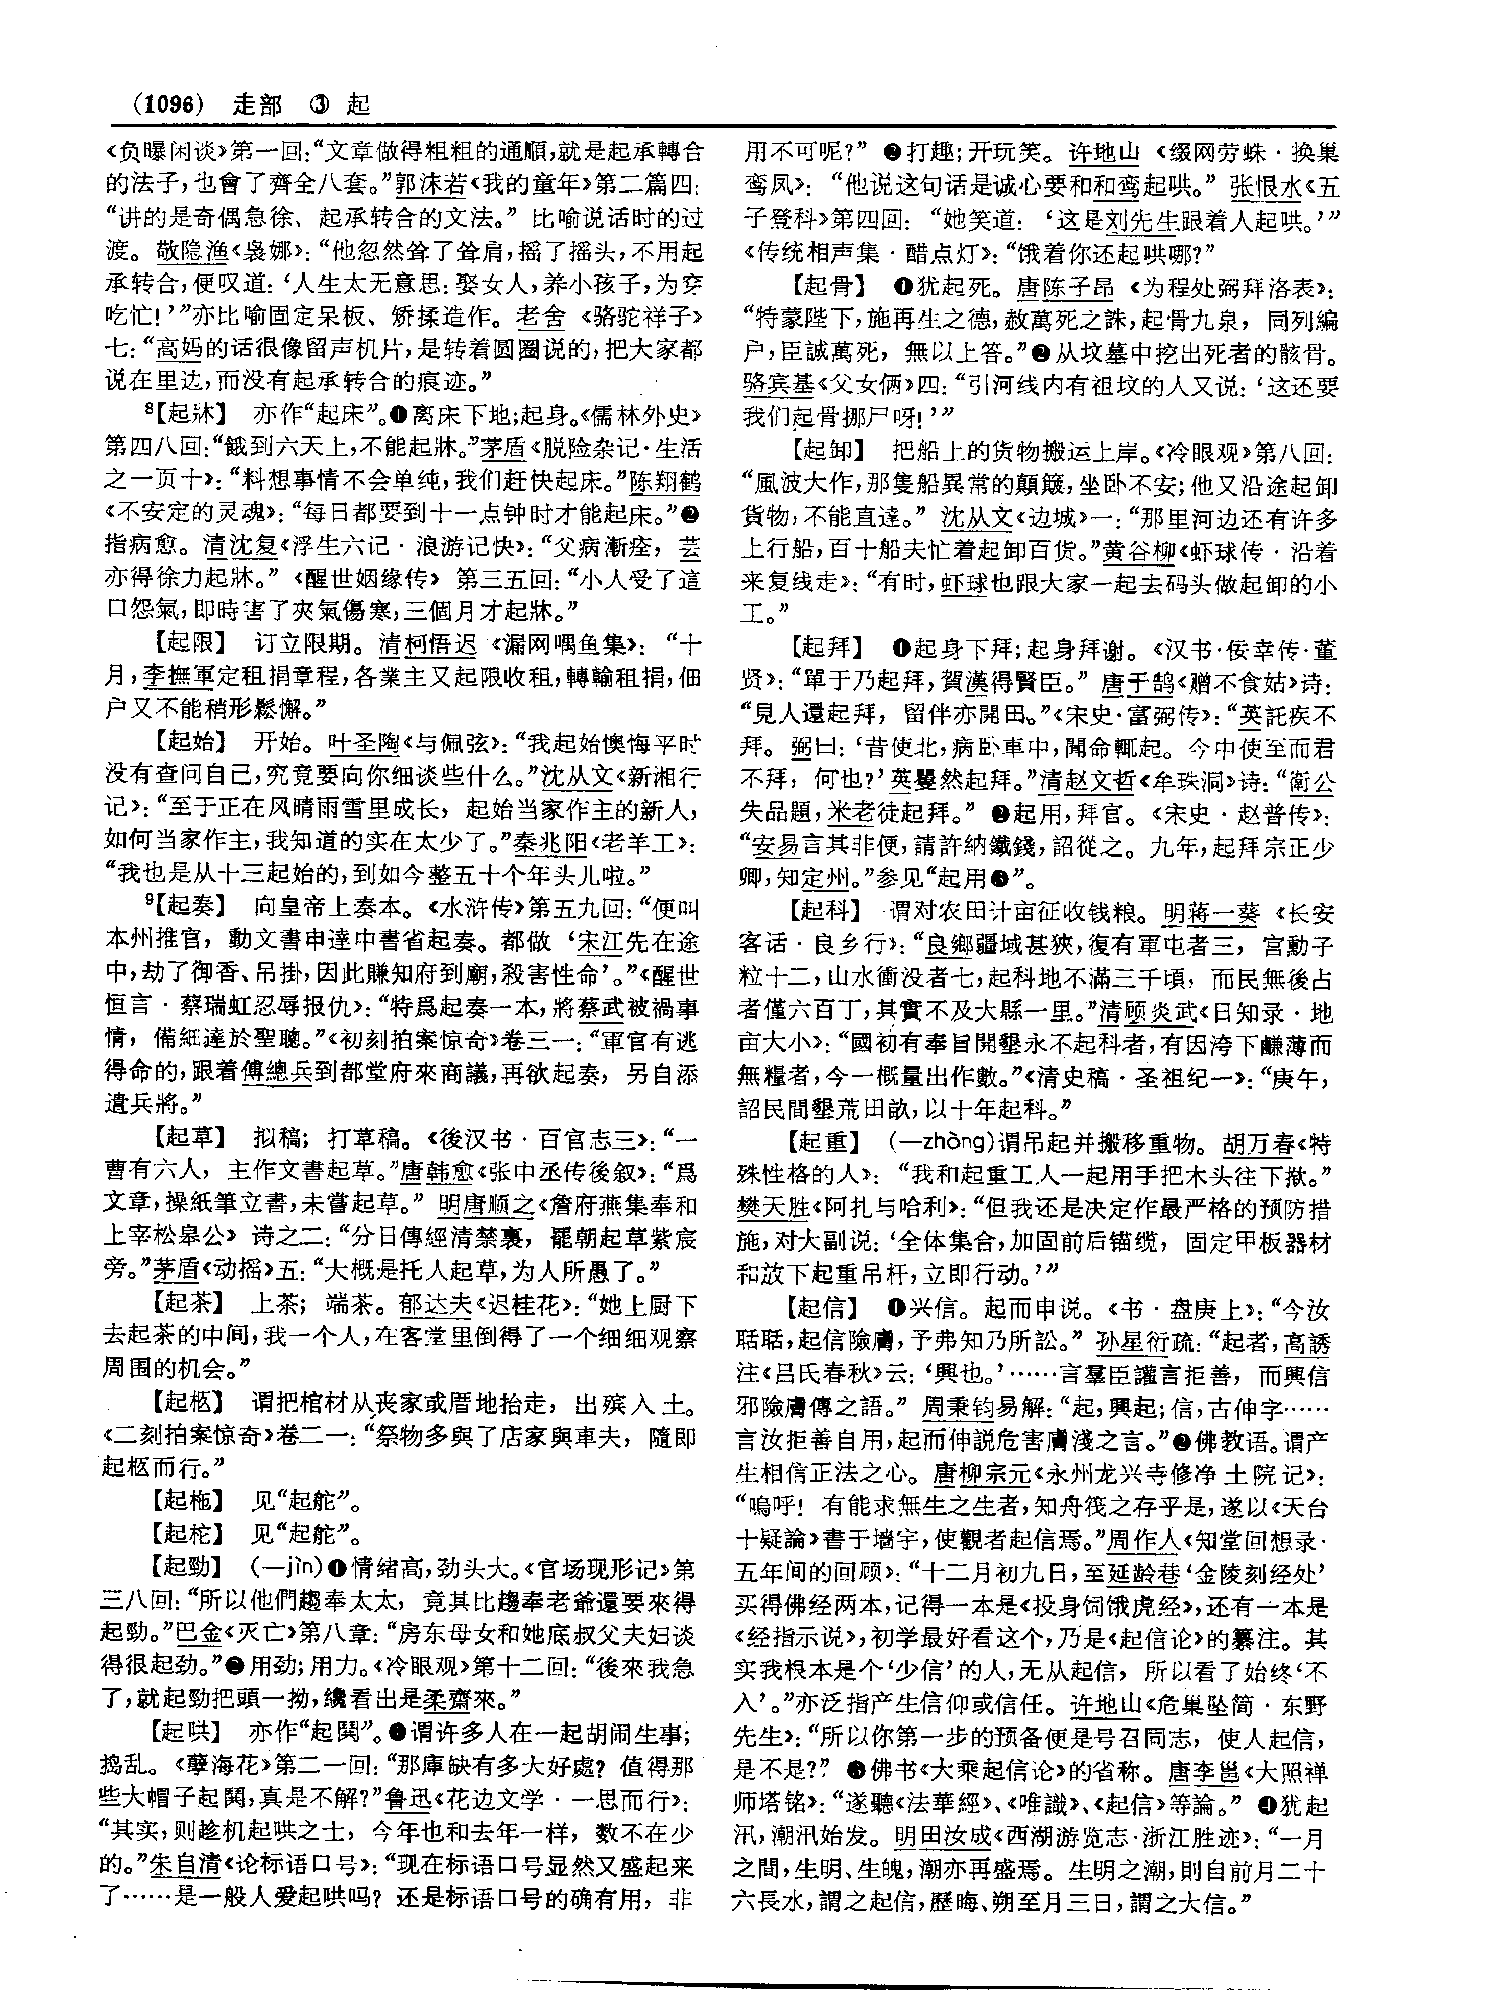 (1096) 走部 ③ 起
《负曝闲谈》第一回：“文章做得粗粗的通顺，就是起承轉合
的法子，也會了齊全八套。”郭沫若《我的童年》第二篇四：
“讲的是奇偶急徐、起承转合的文法。” 比喻说话时的过
渡。敬隐渔《袅娜》：“他忽然耸了耸肩，摇了摇头，不用起
承转合，便叹道：‘人生太无意思：娶女人，养小孩子，为穿
吃忙！’”亦比喻固定呆板、矫揉造作。老舍《骆驼祥子》
七：“高妈的话很像留声机片，是转着圆圈说的，把大家都
说在里边，而没有起承转合的痕迹。”
8【起牀】 亦作“起床”。❶离床下地；起身。《儒林外史》
第四八回：“餓到六天上，不能起牀。”茅盾《脱险杂记·生活
之一页十》：“料想事情不会单纯，我们赶快起床。”陈翔鹤
《不安定的灵魂》：“每日都要到十一点钟时才能起床。”❷
指病愈。清沈复《浮生六记·浪游记快》：“父病漸痊，芸
亦得徐力起牀。”《醒世姻缘传》第三五回：“小人受了這
口怨氣，即時害了夾氣傷寒，三個月才起牀。”
【起限】 订立限期。清柯悟迟《漏网喁鱼集》：“十
月，李撫軍定租捐章程，各業主又起限收租，轉輸租捐，佃
户又不能稍形鬆懈。”
【起始】 开始。叶圣陶《与佩弦》：“我起始懊悔平时
没有查问自己，究竟要向你细谈些什么。”沈从文《新湘行
记》：“至于正在风晴雨雪里成长，起始当家作主的新人，
如何当家作主，我知道的实在太少了。”秦兆阳《老羊工》：
“我也是从十三起始的，到如今整五十个年头儿啦。”
9【起奏】 向皇帝上奏本。《水浒传》第五九回：“便叫
本州推官，動文書申達中書省起奏。都做‘宋江先在途
中，劫了御香、吊掛，因此賺知府到廟，殺害性命’。”《醒世
恒言·蔡瑞虹忍辱报仇》：“特爲起奏一本，將蔡武被禍事
情，備細達於聖聰。”《初刻拍案惊奇》卷三一：“軍官有逃
得命的，跟着傅總兵到都堂府來商議，再欲起奏，另自添
遣兵將。”
【起草】 拟稿；打草稿。《後汉书·百官志三》：“一
曹有六人，主作文書起草。”唐韩愈《张中丞传後叙》：“爲
文章，操紙筆立書，未嘗起草。” 明唐顺之《詹府燕集奉和
上宰松皋公》诗之二：“分日傳經清禁裏，罷朝起草紫宸
旁。”茅盾《动摇》五：“大概是托人起草，为人所愚了。”
【起茶】 上茶；端茶。郁达夫《迟桂花》：“她上厨下
去起茶的中间，我一个人，在客堂里倒得了一个细细观察
周围的机会。”
【起柩】 谓把棺材从丧家或厝地抬走，出殡入土。
《二刻拍案惊奇》卷二一：“祭物多與了店家與車夫，隨即
起柩而行。”
【起柂】 见“起舵”。
【起柁】 见“起舵”。
【起勁】 (—jìn)❶情绪高，劲头大。《官场现形记》第
三八回：“所以他們趨奉太太，竟其比趨奉老爺還要來得
起勁。”巴金《灭亡》第八章：“房东母女和她底叔父夫妇谈
得很起劲。”❷用劲；用力。《冷眼观》第十二回：“後來我急
了，就起勁把頭一拗，纔看出是柔齋來。”
【起哄】 亦作“起鬨”。❶谓许多人在一起胡闹生事；
捣乱。《孽海花》第二一回：“那庫缺有多大好處？值得那
些大帽子起鬨，真是不解？”鲁迅《花边文学·一思而行》：
“其实，则趁机起哄之士，今年也和去年一样，数不在少
的。”朱自清《论标语口号》：“现在标语口号显然又盛起来
了……是一般人爱起哄吗？还是标语口号的确有用，非
用不可呢？” ❷打趣；开玩笑。许地山《缀网劳蛛·换巢
鸾凤》：“他说这句话是诚心要和和鸾起哄。” 张恨水《五
子登科》第四回：“她笑道：‘这是刘先生跟着人起哄。’”
《传统相声集·醋点灯》：“饿着你还起哄哪？”
【起骨】 ❶犹起死。唐陈子昂《为程处弼拜洛表》：
“特蒙陛下，施再生之德，赦萬死之誅，起骨九泉，同列編
户，臣誠萬死，無以上答。”❷从坟墓中挖出死者的骸骨。
骆宾基《父女俩》四：“引河线内有祖坟的人又说：‘这还要
我们起骨挪尸呀！’”
【起卸】 把船上的货物搬运上岸。《冷眼观》第八回：
“風波大作，那隻船異常的顛簸，坐卧不安；他又沿途起卸
貨物，不能直達。” 沈从文《边城》一：“那里河边还有许多
上行船，百十船夫忙着起卸百货。”黄谷柳《虾球传·沿着
来复线走》：“有时，虾球也跟大家一起去码头做起卸的小
工。”
【起拜】 ❶起身下拜；起身拜谢。《汉书·佞幸传·董
贤》：“單于乃起拜，賀漢得賢臣。” 唐于鹄《赠不食姑》诗：
“見人還起拜，留伴亦開田。”《宋史·富弼传》：“英託疾不
拜。弼曰：‘昔使北，病卧車中，聞命輒起。今中使至而君
不拜，何也？’英矍然起拜。”清赵文哲《牟珠洞》诗：“衛公
失品題，米老徒起拜。” ❷起用，拜官。《宋史·赵普传》：
“安易言其非便，請許納鐵錢，詔從之。九年，起拜宗正少
卿，知定州。”参见“起用❸”。
【起科】 谓对农田计亩征收钱粮。明蒋一葵《长安
客话·良乡行》：“良鄉疆域甚狹，復有軍屯者三，宫勳子
粒十二，山水衝没者七，起科地不滿三千頃，而民無後占
者僅六百丁，其實不及大縣一里。”清顾炎武《日知录·地
亩大小》：“國初有奉旨開墾永不起科者，有因洿下鹻薄而
無糧者，今一概量出作數。”《清史稿·圣祖纪一》：“庚午，
詔民間墾荒田畝，以十年起科。”
【起重】 (—zhòng)谓吊起并搬移重物。胡万春《特
殊性格的人》：“我和起重工人一起用手把木头往下揿。”
樊天胜《阿扎与哈利》：“但我还是决定作最严格的预防措
施，对大副说：‘全体集合，加固前后锚缆，固定甲板器材
和放下起重吊杆，立即行动。’”
【起信】 ❶兴信。起而申说。《书·盘庚上》：“今汝
聒聒，起信險膚，予弗知乃所訟。” 孙星衍疏：“起者，高誘
注《吕氏春秋》云：‘興也。’……言羣臣讙言拒善，而興信
邪險膚傳之語。” 周秉钧易解：“起，興起；信，古伸字……
言汝拒善自用，起而伸説危害膚淺之言。”❷佛教语。谓产
生相信正法之心。唐柳宗元《永州龙兴寺修净土院记》：
“嗚呼！有能求無生之生者，知舟筏之存乎是，遂以《天台
十疑論》書于墙宇，使觀者起信焉。”周作人《知堂回想录·
五年间的回顾》：“十二月初九日，至延龄巷‘金陵刻经处’
买得佛经两本，记得一本是《投身饲饿虎经》，还有一本是
《经指示说》，初学最好看这个，乃是《起信论》的纂注。其
实我根本是个‘少信’的人，无从起信，所以看了始终‘不
入’。”亦泛指产生信仰或信任。许地山《危巢坠简·东野
先生》：“所以你第一步的预备便是号召同志，使人起信，
是不是？” ❸佛书《大乘起信论》的省称。唐李邕《大照禅
师塔铭》：“遂聽《法華經》、《唯識》、《起信》等論。” ❹犹起
汛，潮汛始发。明田汝成《西湖游览志·浙江胜迹》：“一月
之間，生明、生魄，潮亦再盛焉。生明之潮，則自前月二十
六長水，謂之起信，歷晦、朔至月三日，謂之大信。”